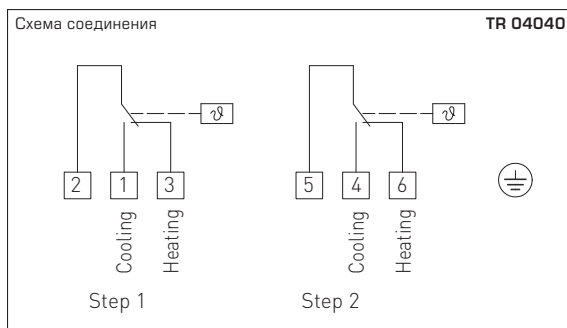 Схема соединения TR 04040
ϑ ϑ
2 1 3 5 4 6
Cooling Heating Cooling Heating
Step 1 Step 2